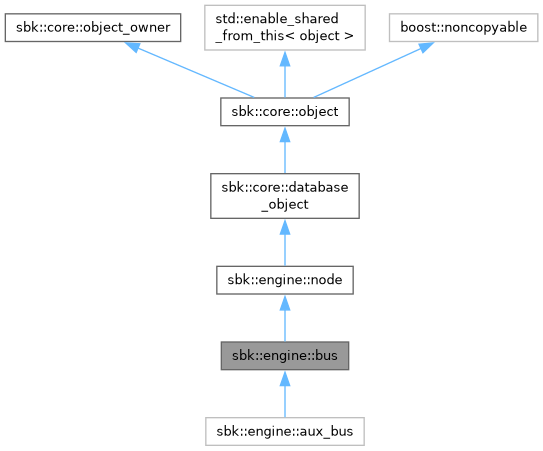 sbk::core::object_owner
std::enable_shared
_from_this< object >
boost::noncopyable
sbk::core::object
sbk::core::database
_object
sbk::engine::node
sbk::engine::bus
sbk::engine::aux_bus